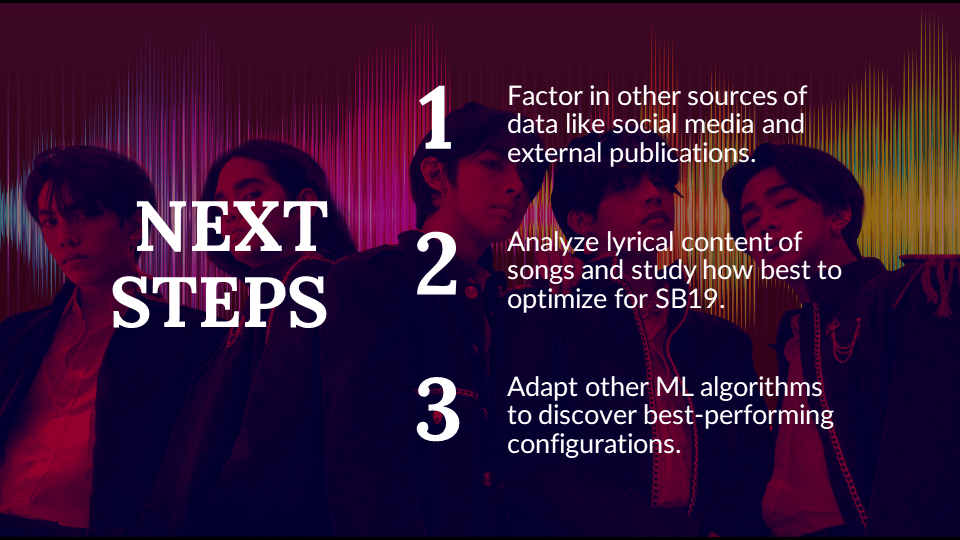 NEXT
STEPS
1
Factor in other sources of
data like social media and
external publications.
2
Analyze lyrical content of
songs and study how best to
optimize for SB19.
3
Adapt other ML algorithms
to discover best-performing
configurations.